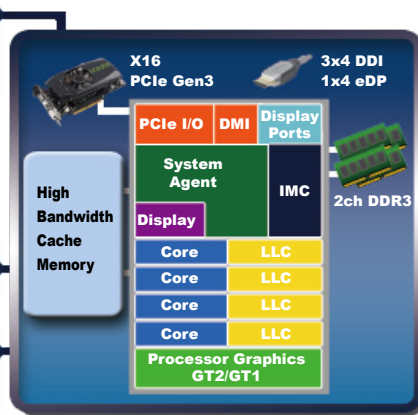 X16
PCIe Gen3
3x4 DDI
1x4 eDP
PCIe I/O
DMI
Display
Ports
System
Agent
IMC
2ch DDR3
Display
High
Bandwidth
Cache
Memory
Core
LLC
Core
LLC
Core
LLC
Core
LLC
Processor Graphics
GT2/GT1